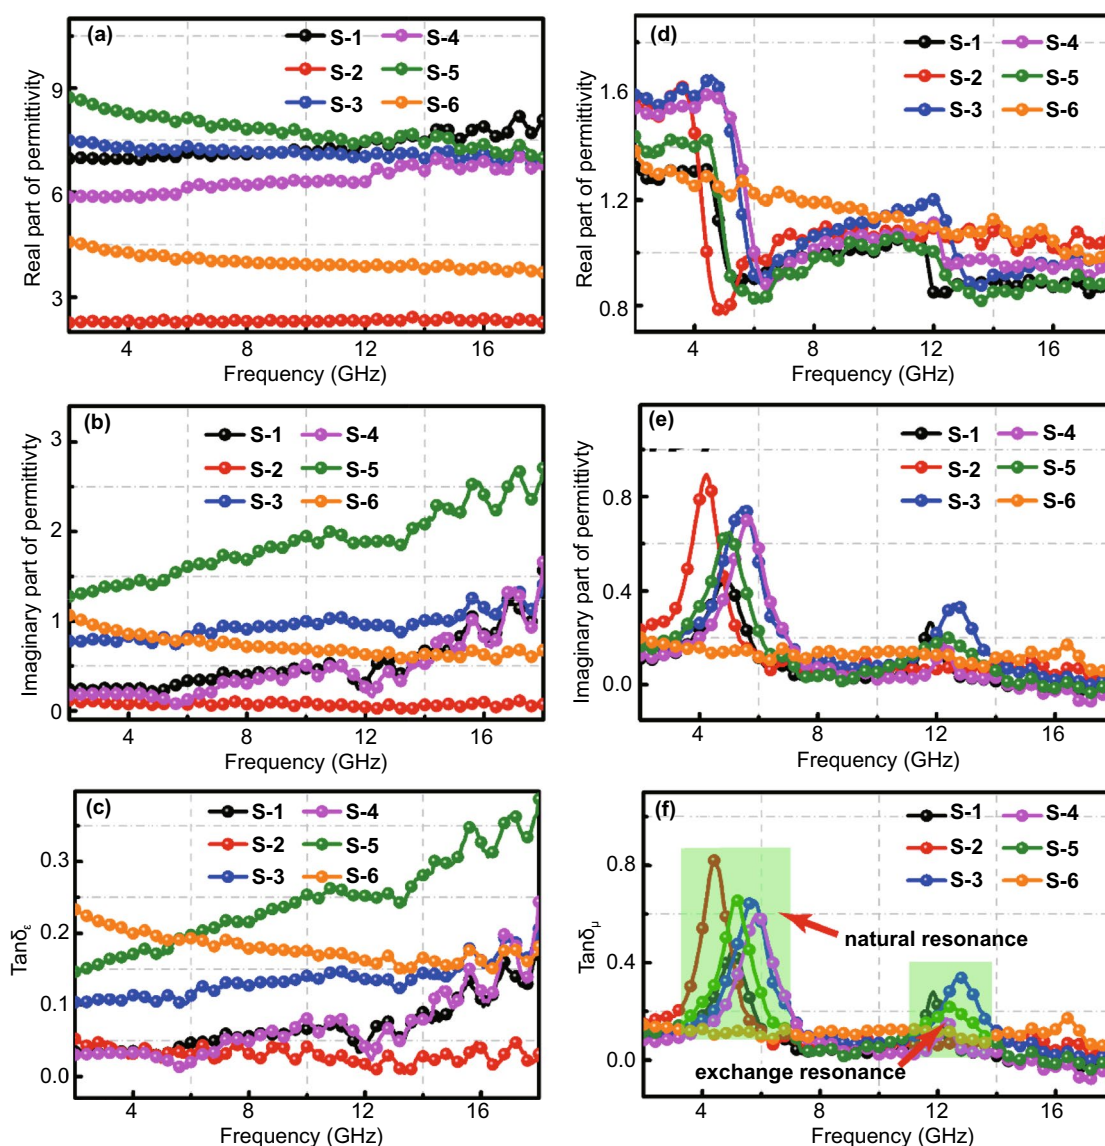 (a)
S-1 S-4
S-2 S-5
S-3 S-6
Real part of permittivity
9
6
3
4 8 12 16
Frequency (GHz)
(d)
S-1 S-4
S-2 S-5
S-3 S-6
Real part of permittivity
1.6
1.2
0.8
4 8 12 16
Frequency (GHz)
(b)
S-1 S-4
S-2 S-5
S-3 S-6
Imaginary part of permittivty
3
2
1
0
4 8 12 16
Frequency (GHz)
(e)
S-1 S-4
S-2 S-5
S-3 S-6
Imaginary part of permittivity
0.8
0.4
0.0
4 8 12 16
Frequency (GHz)
(c)
S-1 S-4
S-2 S-5
S-3 S-6
Tanδε
0.3
0.2
0.1
0.0
4 8 12 16
Frequency (GHz)
(f)
S-1 S-4
S-2 S-5
S-3 S-6
Tanδμ
0.8
0.4
0.0
natural resonance
exchange resonance
4 8 12 16
Frequency (GHz)